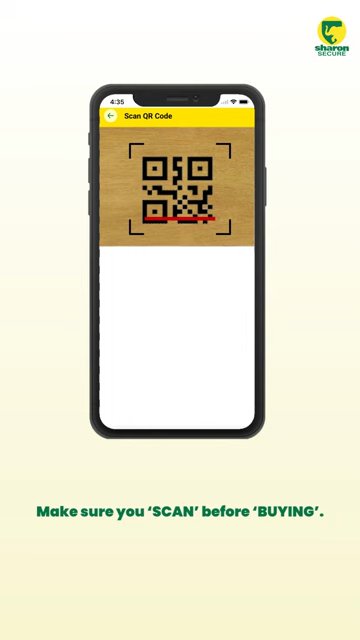 sharon
SECURE
4:35
Scan QR Code
Make sure you ‘SCAN’ before ‘BUYING’.